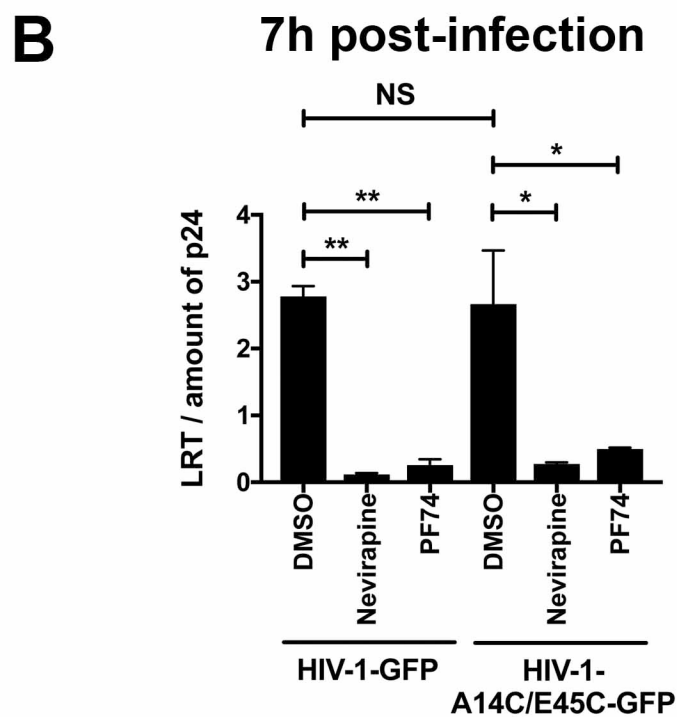 B
7h post-infection
NS
*
**
*
**
LRT / amount of p24
4
3
2
1
0
DMSO
Nevirapine
PF74
DMSO
Nevirapine
PF74
HIV-1-GFP
HIV-1-
A14C/E45C-GFP